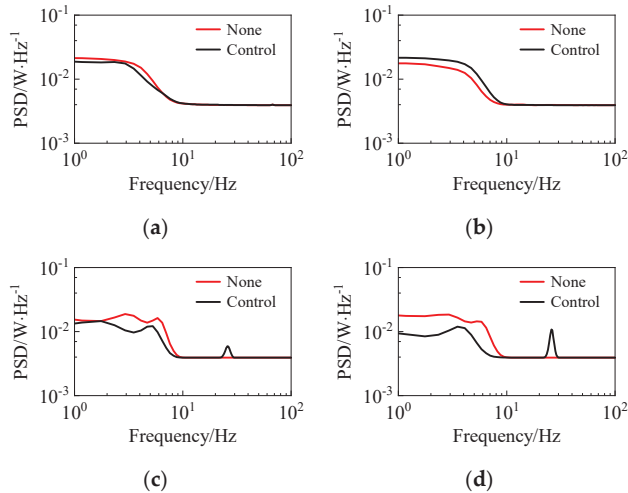 PSD/W·Hz⁻¹
10⁻¹
10⁻²
10⁻³
None
Control
10⁰
10¹
10²
Frequency/Hz
(a)
PSD/W·Hz⁻¹
10⁻¹
10⁻²
10⁻³
None
Control
10⁰
10¹
10²
Frequency/Hz
(b)
PSD/W·Hz⁻¹
10⁻¹
10⁻²
10⁻³
None
Control
10⁰
10¹
10²
Frequency/Hz
(c)
PSD/W·Hz⁻¹
10⁻¹
10⁻²
10⁻³
None
Control
10⁰
10¹
10²
Frequency/Hz
(d)